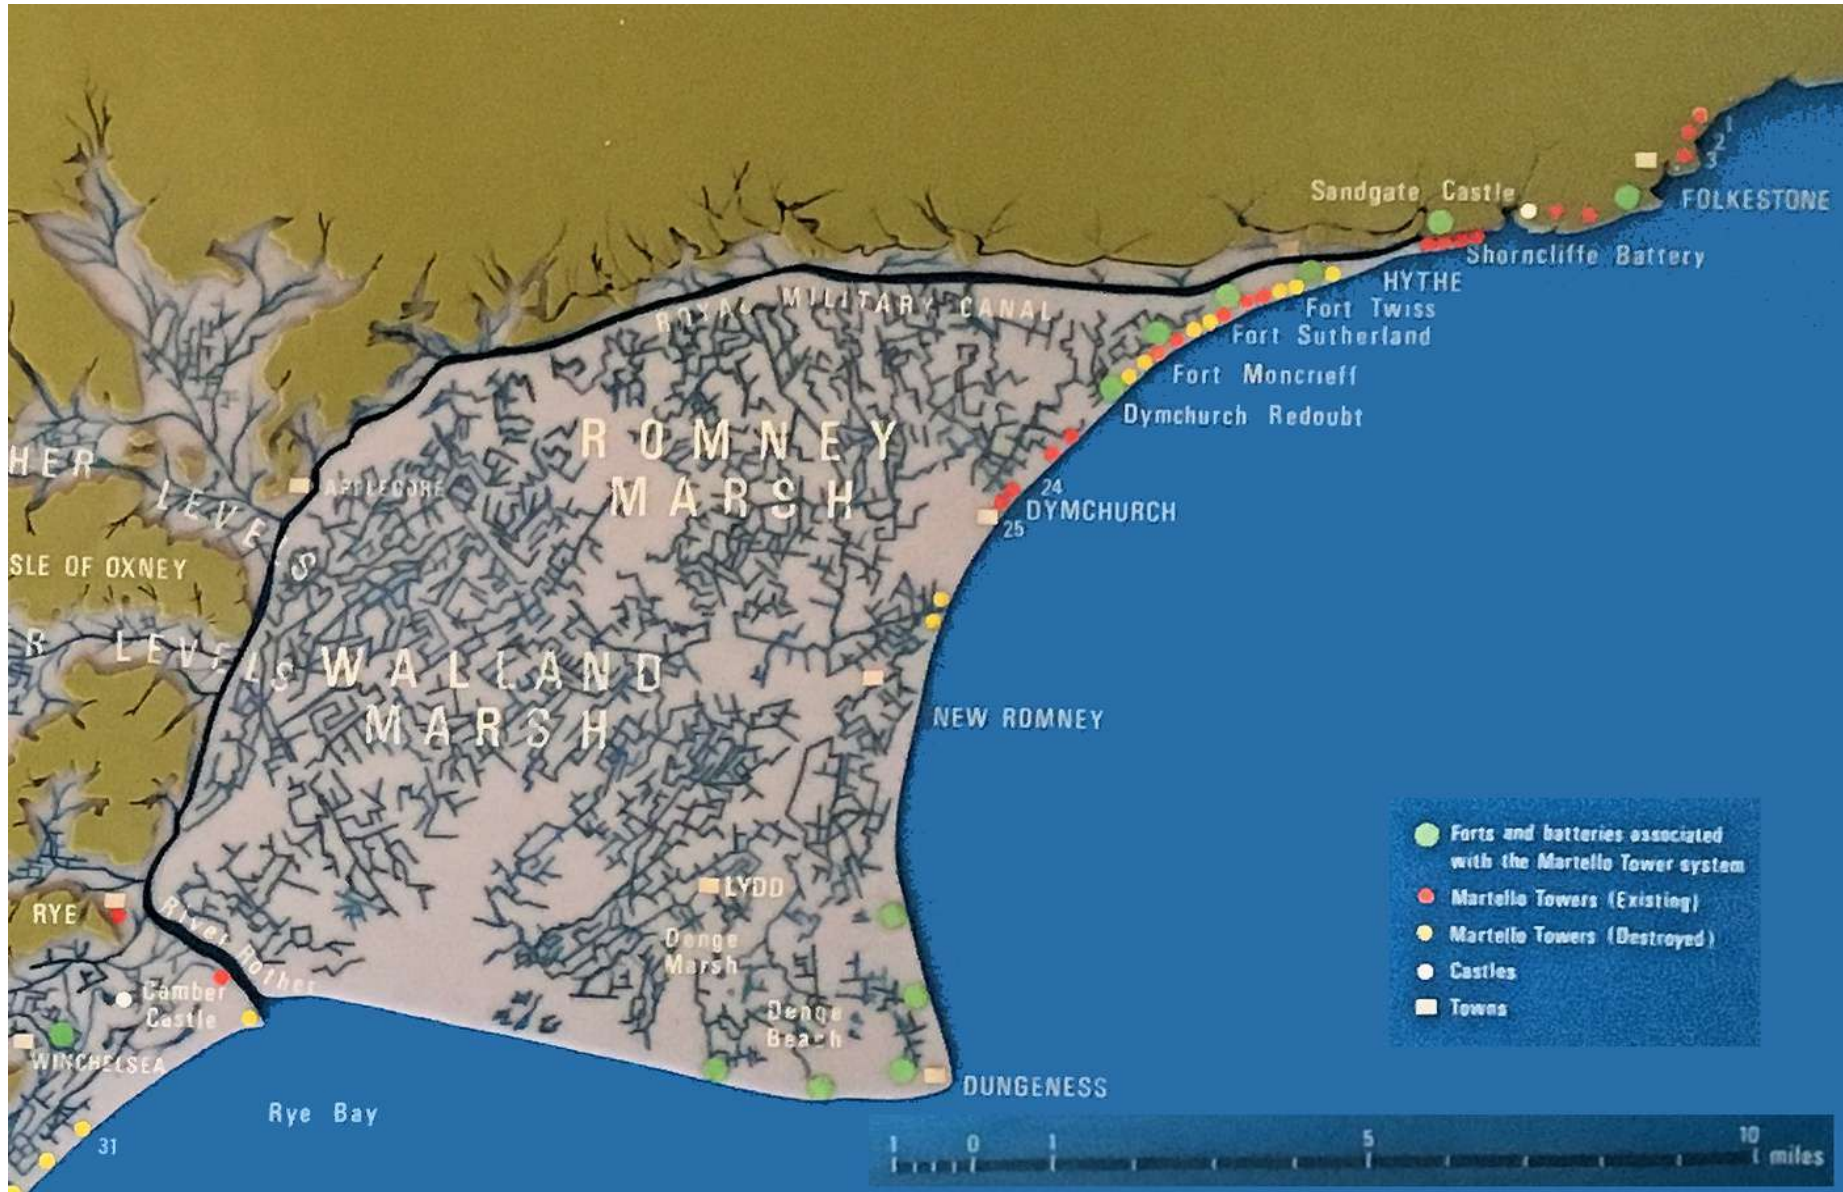 1
2
3
Sandgate Castle
FOLKESTONE
Shorncliffe Battery
HYTHE
ROYAL MILITARY CANAL
Fort Twiss
Fort Sutherland
Fort Moncrieff
Dymchurch Redoubt
ROMNEY
MARSH
HER LEVELS
APPLEDORE
24
DYMCHURCH
25
SLE OF OXNEY
R LEVELS
WALLAND
MARSH
NEW ROMNEY
Forts and batteries associated
with the Martello Tower system
Martello Towers (Existing)
Martello Towers (Destroyed)
Castles
Towns
LYDD
RYE
River Rother
Denge
Marsh
Camber
Castle
Denge
Beach
WINCHELSEA
DUNGENESS
Rye Bay
31
1 0 1 5 10
miles